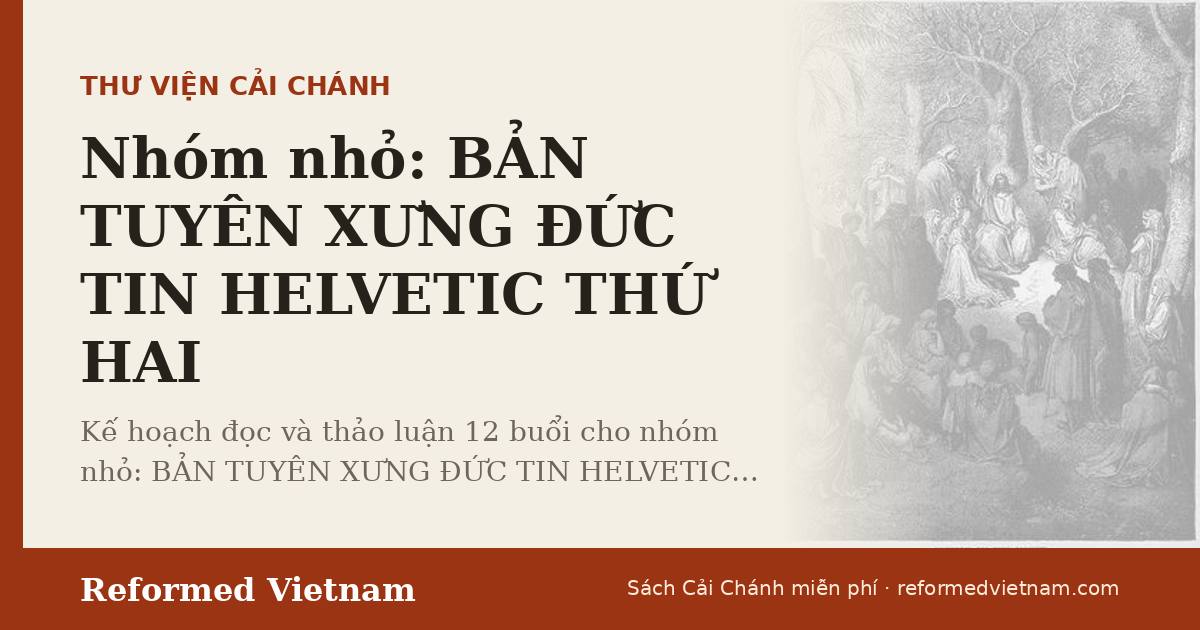 THƯ VIỆN CẢI CHÁNH
Nhóm nhỏ: BẢN
TUYÊN XƯNG ĐỨC
TIN HELVETIC THỨ
HAI
Kế hoạch đọc và thảo luận 12 buổi cho nhóm
nhỏ: BẢN TUYÊN XƯNG ĐỨC TIN HELVETIC...
Reformed Vietnam
Sách Cải Chánh miễn phí · reformedvietnam.com